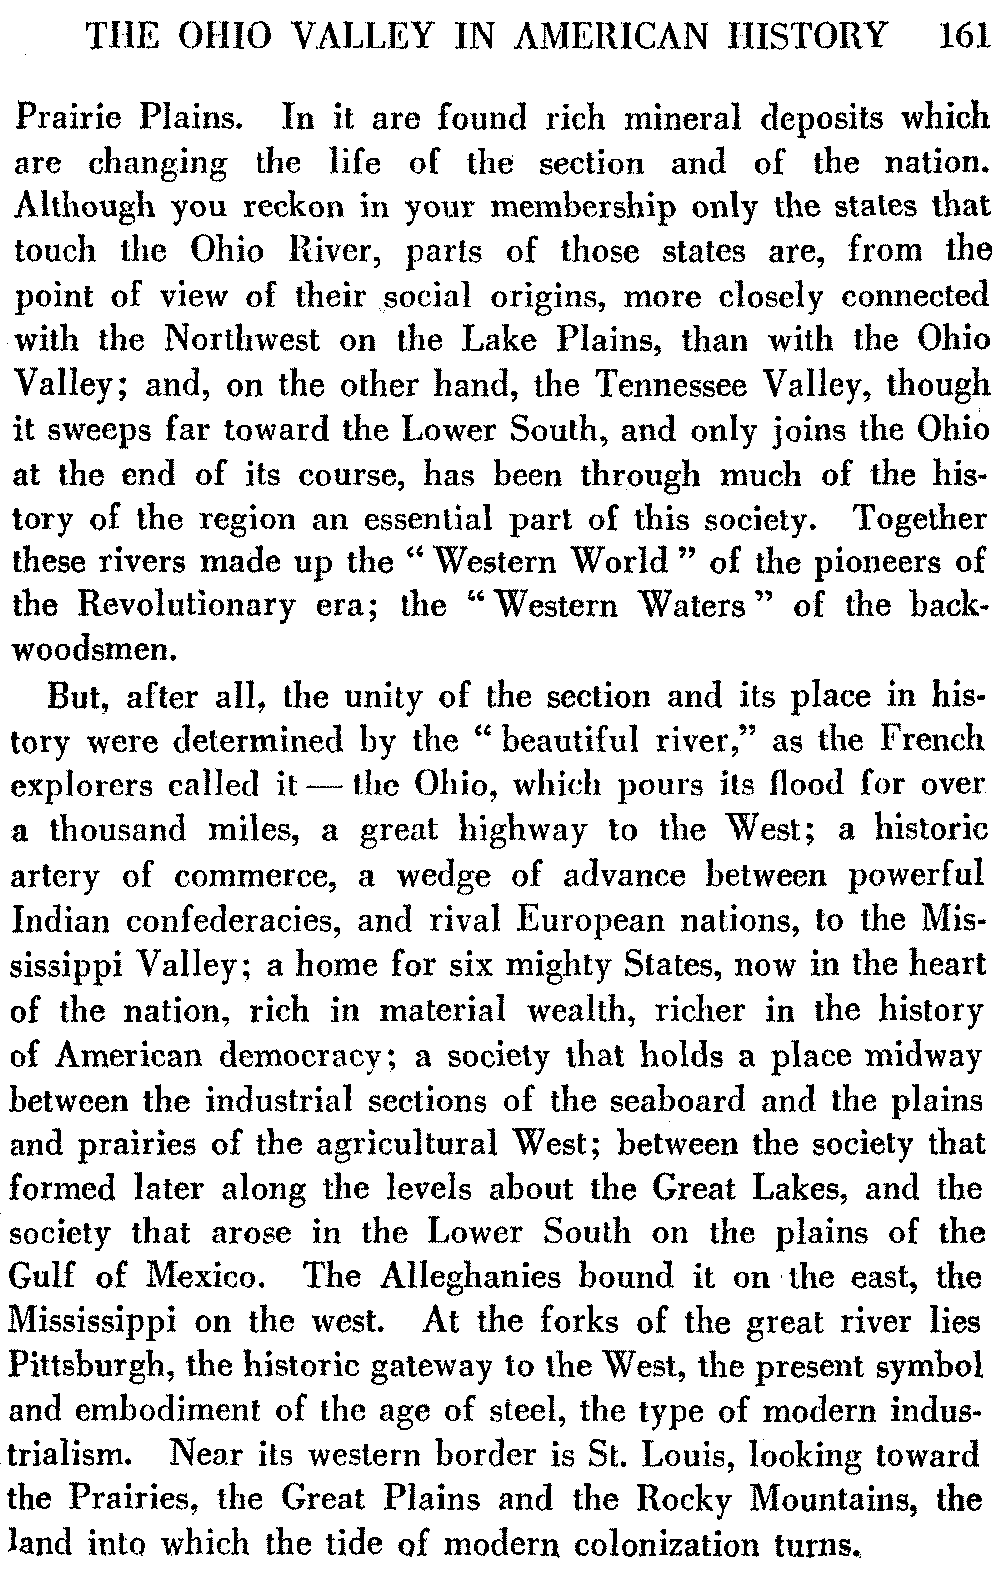 THE OHIO VALLEY IN AMERICAN HISTORY 161
Prairie Plains. In it are found rich mineral deposits which
are changing the life of the section and of the nation.
Although you reckon in your membership only the states that
touch the Ohio River, parts of those states are, from the
point of view of their social origins, more closely connected
with the Northwest on the Lake Plains, than with the Ohio
Valley; and, on the other hand, the Tennessee Valley, though
it sweeps far toward the Lower South, and only joins the Ohio
at the end of its course, has been through much of the his-
tory of the region an essential part of this society. Together
these rivers made up the “ Western World ” of the pioneers of
the Revolutionary era; the “ Western Waters ” of the back-
woodsmen.
But, after all, the unity of the section and its place in his-
tory were determined by the “ beautiful river,” as the French
explorers called it — the Ohio, which pours its flood for over
a thousand miles, a great highway to the West; a historic
artery of commerce, a wedge of advance between powerful
Indian confederacies, and rival European nations, to the Mis-
sissippi Valley; a home for six mighty States, now in the heart
of the nation, rich in material wealth, richer in the history
of American democracy; a society that holds a place midway
between the industrial sections of the seaboard and the plains
and prairies of the agricultural West; between the society that
formed later along the levels about the Great Lakes, and the
society that arose in the Lower South on the plains of the
Gulf of Mexico. The Alleghanies bound it on the east, the
Mississippi on the west. At the forks of the great river lies
Pittsburgh, the historic gateway to the West, the present symbol
and embodiment of the age of steel, the type of modern indus-
trialism. Near its western border is St. Louis, looking toward
the Prairies, the Great Plains and the Rocky Mountains, the
land into which the tide of modern colonization turns.